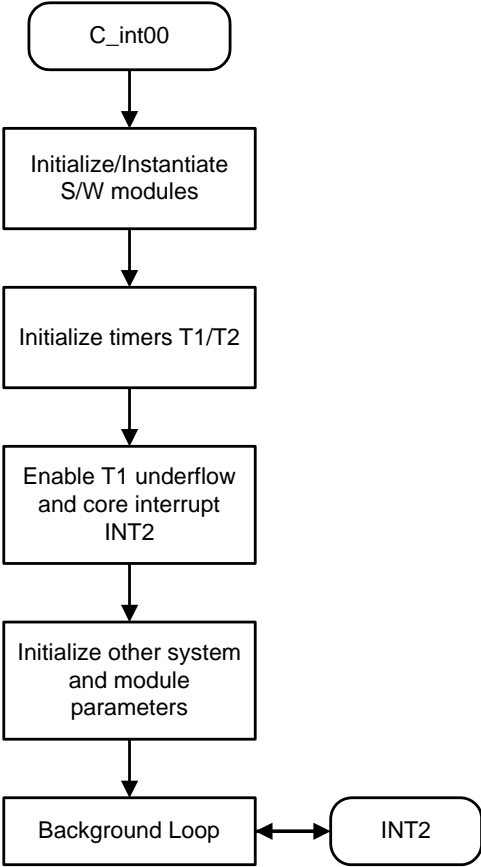 C_int00
Initialize/Instantiate
S/W modules
Initialize timers T1/T2
Enable T1 underflow
and core interrupt
INT2
Initialize other system
and module
parameters
Background Loop
INT2